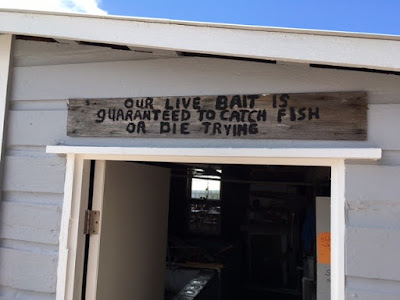 OUR LIVE BAIT IS
GUARANTEED TO CATCH FISH
OR DIE TRYING